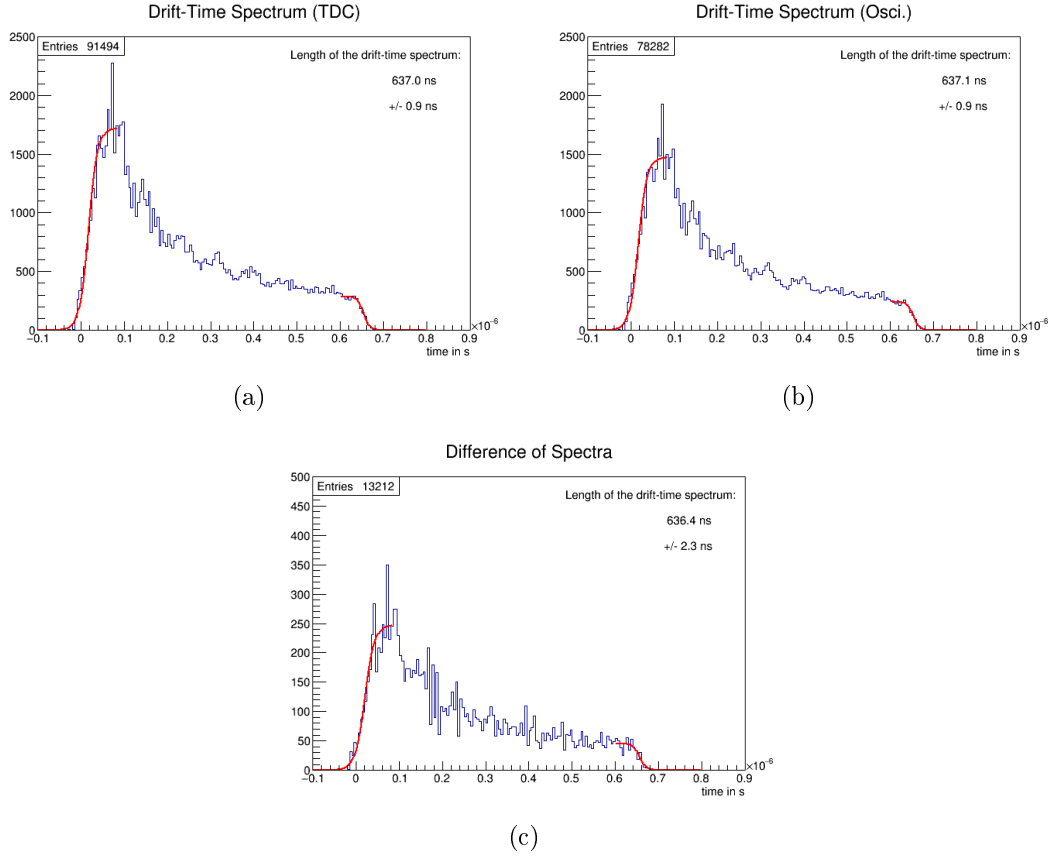 Drift-Time Spectrum (TDC)
Entries 91494
Length of the drift-time spectrum:
637.0 ns
+/- 0.9 ns
2500
2000
1500
1000
500
0
−0.1 0 0.1 0.2 0.3 0.4 0.5 0.6 0.7 0.8 0.9
×10⁻⁶
time in s
(a)
Drift-Time Spectrum (Osci.)
Entries 78282
Length of the drift-time spectrum:
637.1 ns
+/- 0.9 ns
2500
2000
1500
1000
500
0
−0.1 0 0.1 0.2 0.3 0.4 0.5 0.6 0.7 0.8 0.9
×10⁻⁶
time in s
(b)
Difference of Spectra
Entries 13212
Length of the drift-time spectrum:
636.4 ns
+/- 2.3 ns
500
450
400
350
300
250
200
150
100
50
0
−0.1 0 0.1 0.2 0.3 0.4 0.5 0.6 0.7 0.8 0.9
×10⁻⁶
time in s
(c)